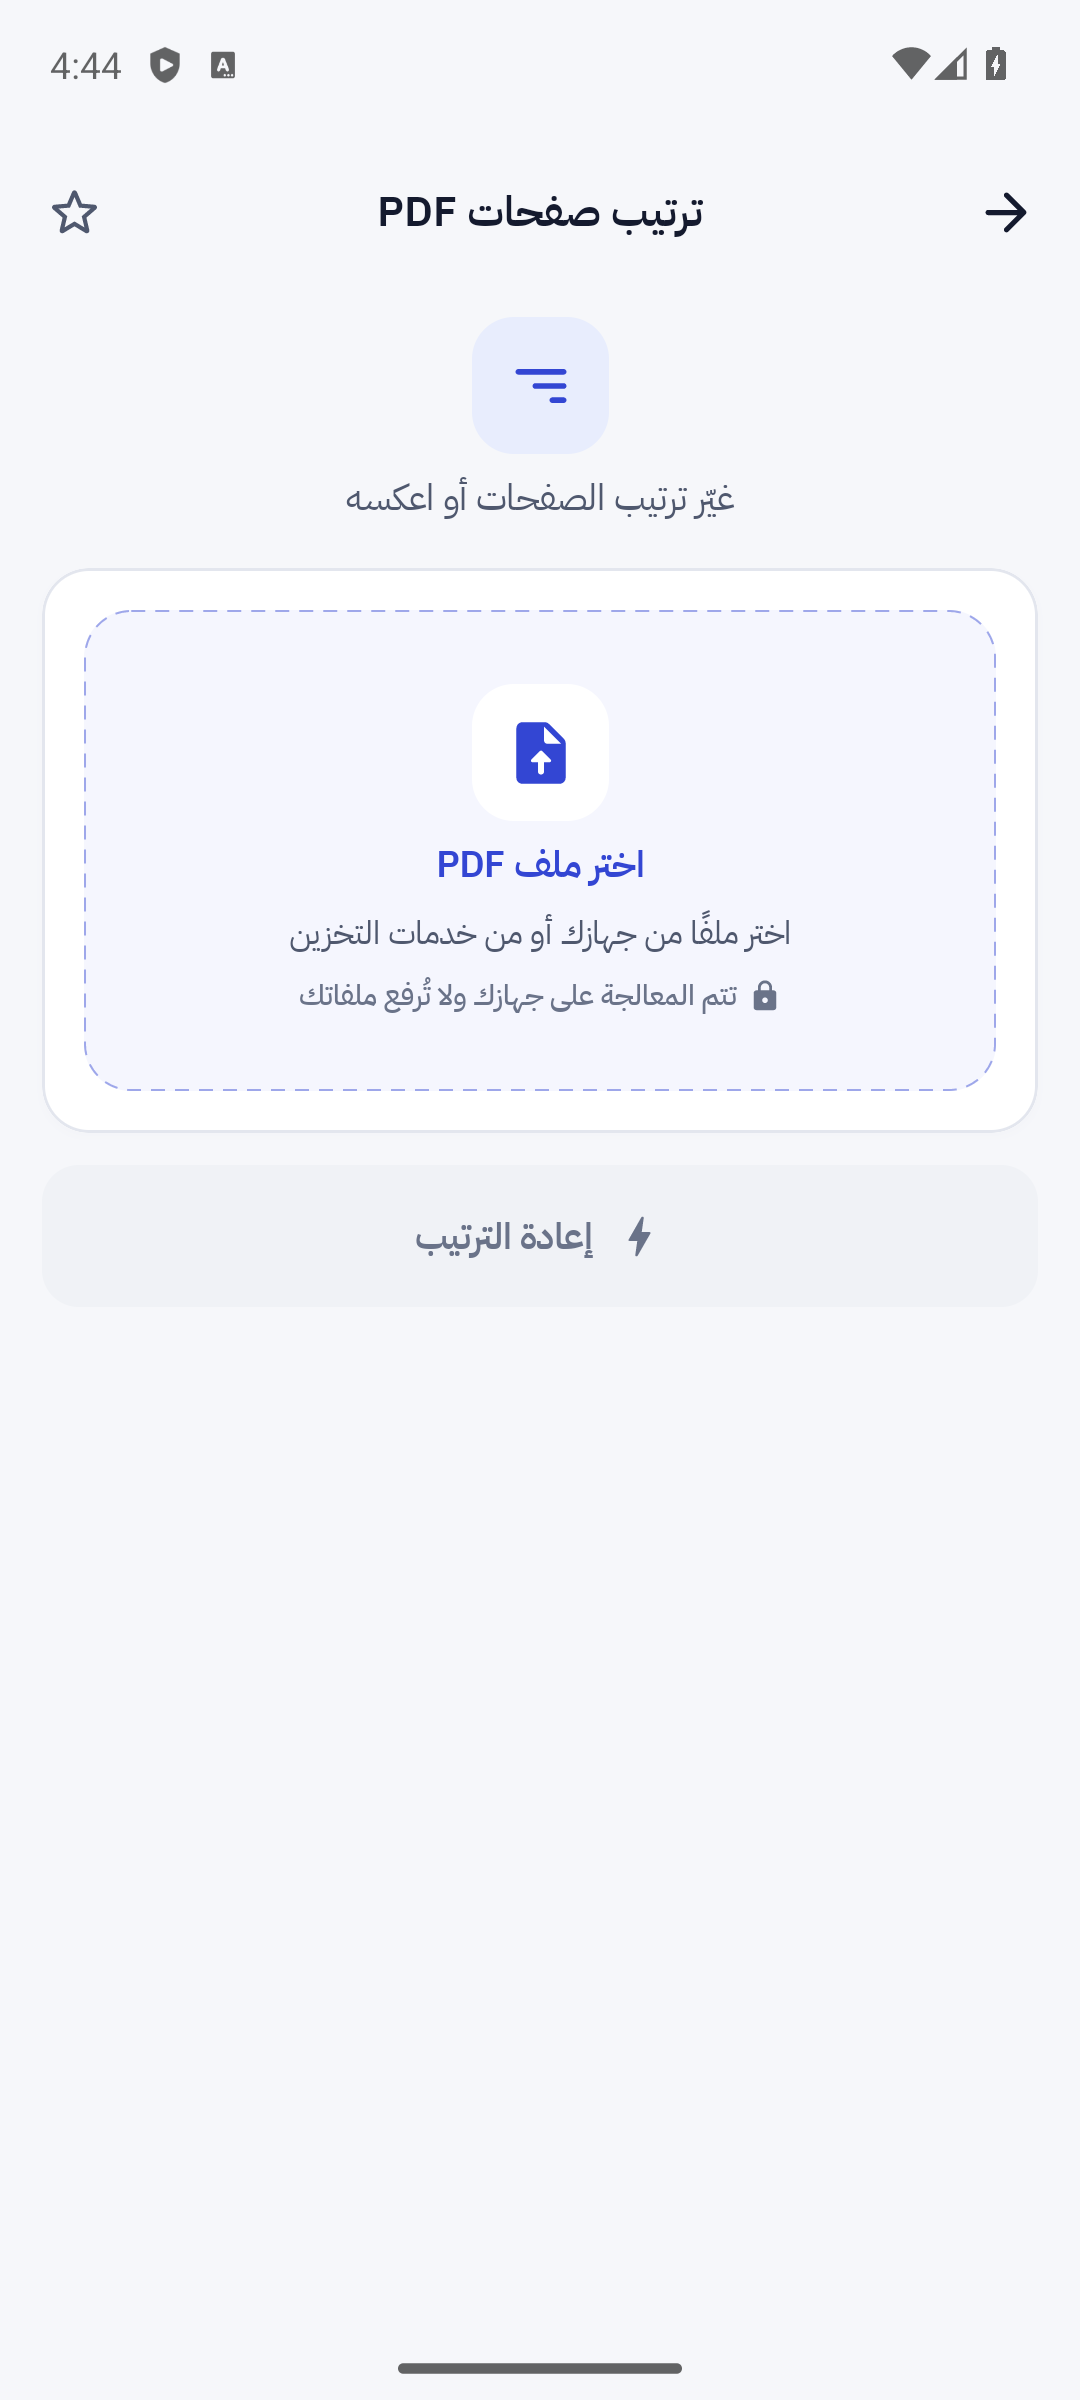 4:44
ترتيب صفحات PDF
غيّر ترتيب الصفحات أو اعكسه
اختر ملف PDF
اختر ملفًا من جهازك أو من خدمات التخزين
تتم المعالجة على جهازك ولا تُرفع ملفاتك
إعادة الترتيب